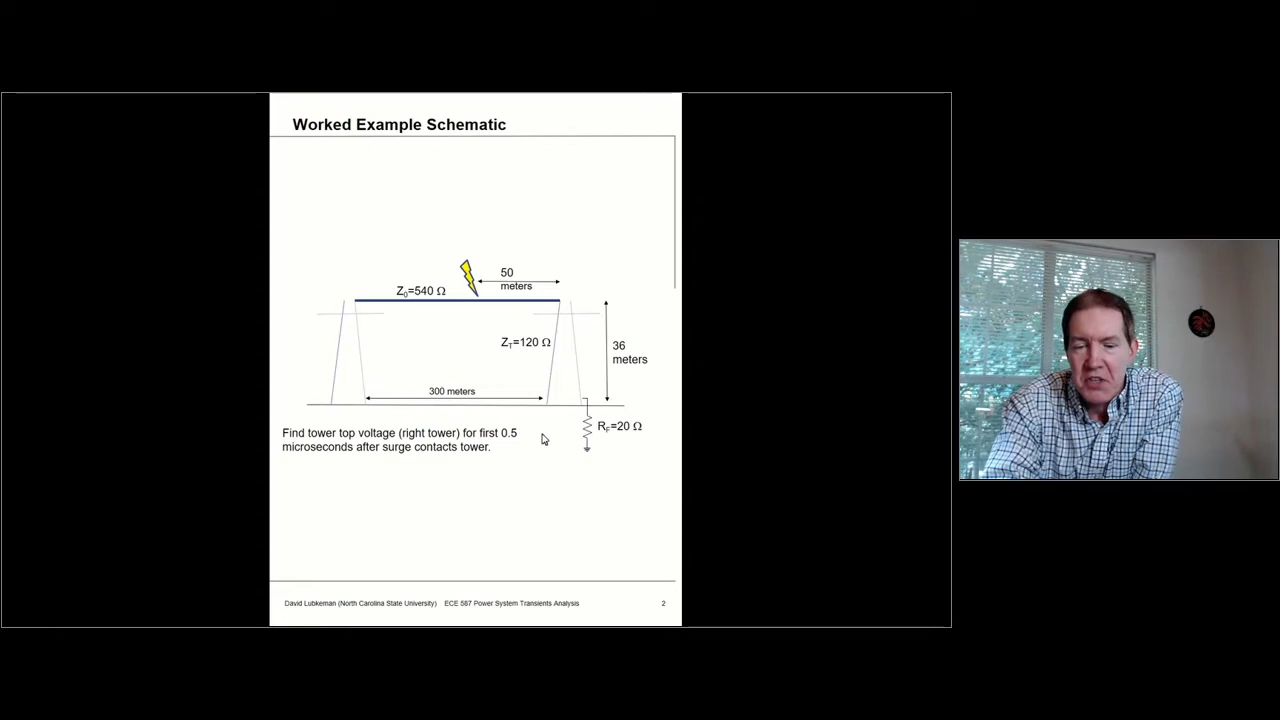 Worked Example Schematic
50
meters
Z₀=540 Ω
Z_T=120 Ω
36
meters
300 meters
R_F=20 Ω
Find tower top voltage (right tower) for first 0.5
microseconds after surge contacts tower.
David Lubkeman (North Carolina State University) ECE 587 Power System Transients Analysis 2